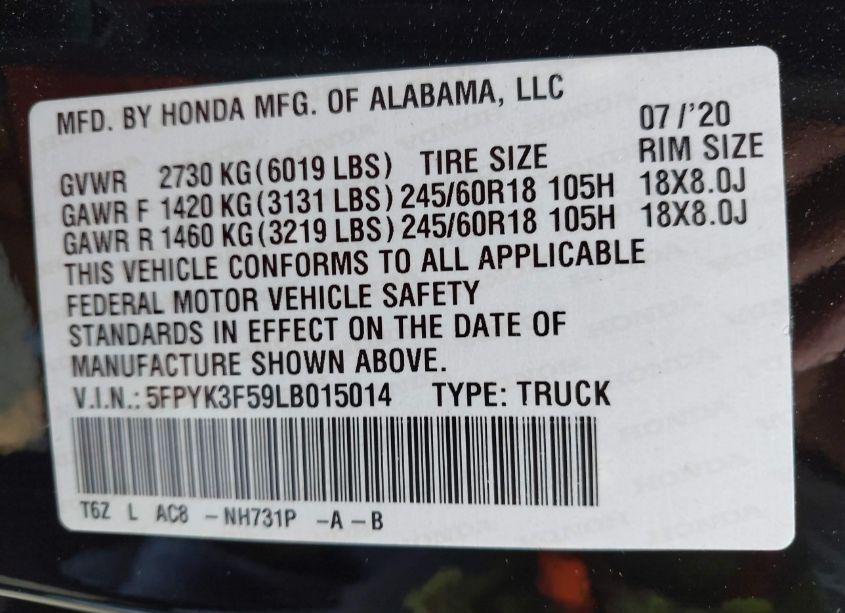 MFD. BY HONDA MFG. OF ALABAMA, LLC 07/'20
GVWR 2730 KG(6019 LBS) TIRE SIZE RIM SIZE
GAWR F 1420 KG(3131 LBS) 245/60R18 105H 18X8.0J
GAWR R 1460 KG(3219 LBS) 245/60R18 105H 18X8.0J
THIS VEHICLE CONFORMS TO ALL APPLICABLE
FEDERAL MOTOR VEHICLE SAFETY
STANDARDS IN EFFECT ON THE DATE OF
MANUFACTURE SHOWN ABOVE.
V.I.N.: 5FPYK3F59LB015014 TYPE: TRUCK
T6Z L AC8 -NH731P -A-B